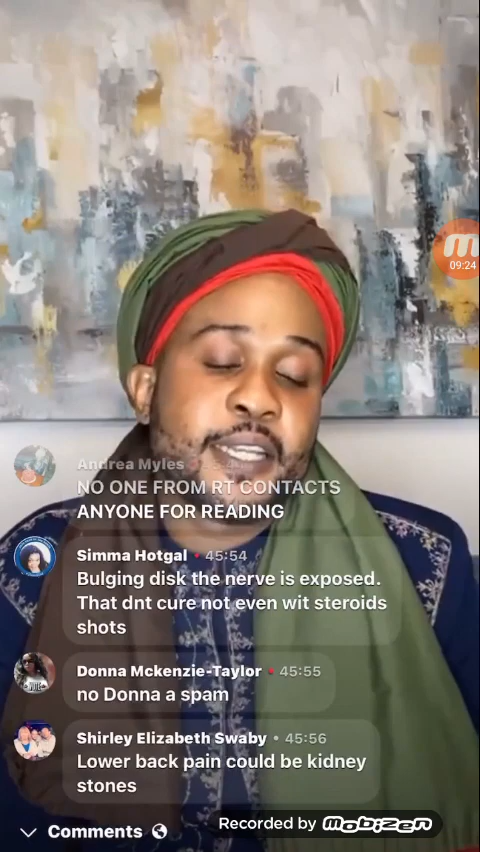 09:24
Andrea Myles
NO ONE FROM RT CONTACTS
ANYONE FOR READING
Simma Hotgal • 45:54
Bulging disk the nerve is exposed.
That dnt cure not even wit steroids
shots
Donna Mckenzie-Taylor • 45:55
no Donna a spam
Shirley Elizabeth Swaby • 45:56
Lower back pain could be kidney
stones
Comments
Recorded by mobizen